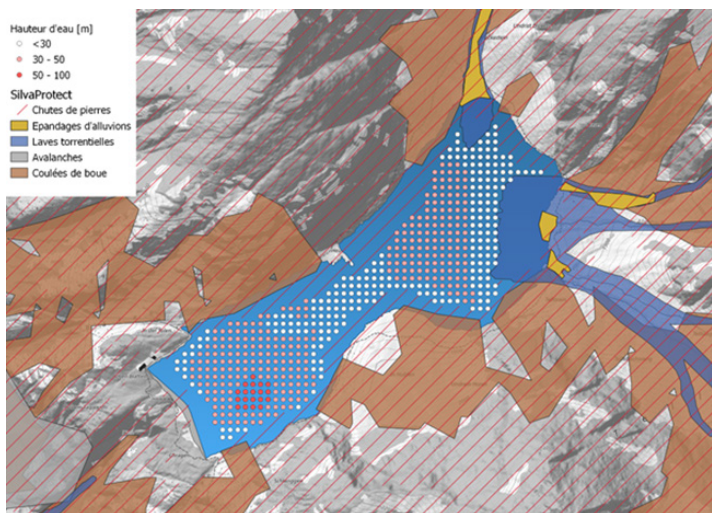 Hauteur d'eau [m]
<30
30 - 50
50 - 100
SilvaProtect
Chutes de pierres
Epandages d'alluvions
Laves torrentielles
Avalanches
Coulées de boue